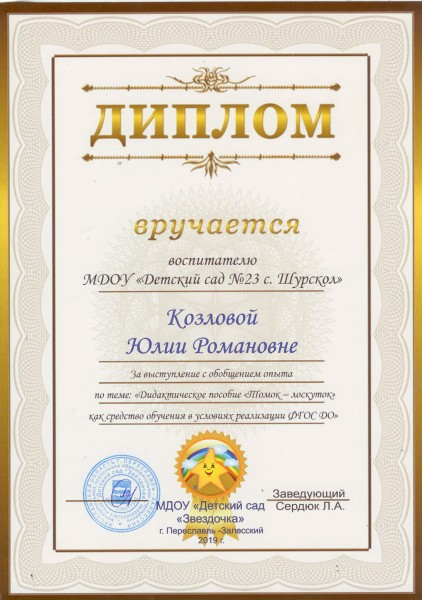 ДИПЛОМ
вручается
воспитателю
МДОУ «Детский сад №23 с. Шурскол»
Козловой
Юлии Романовне
За выступление с обобщением опыта
по теме: «Дидактическое пособие «Томок – лоскуток»
как средство обучения в условиях реализации ФГОС ДО»
Заведующий
МДОУ «Детский сад Сердюк Л.А.
«Звездочка»
г. Переславль -Залесский
2019 г.